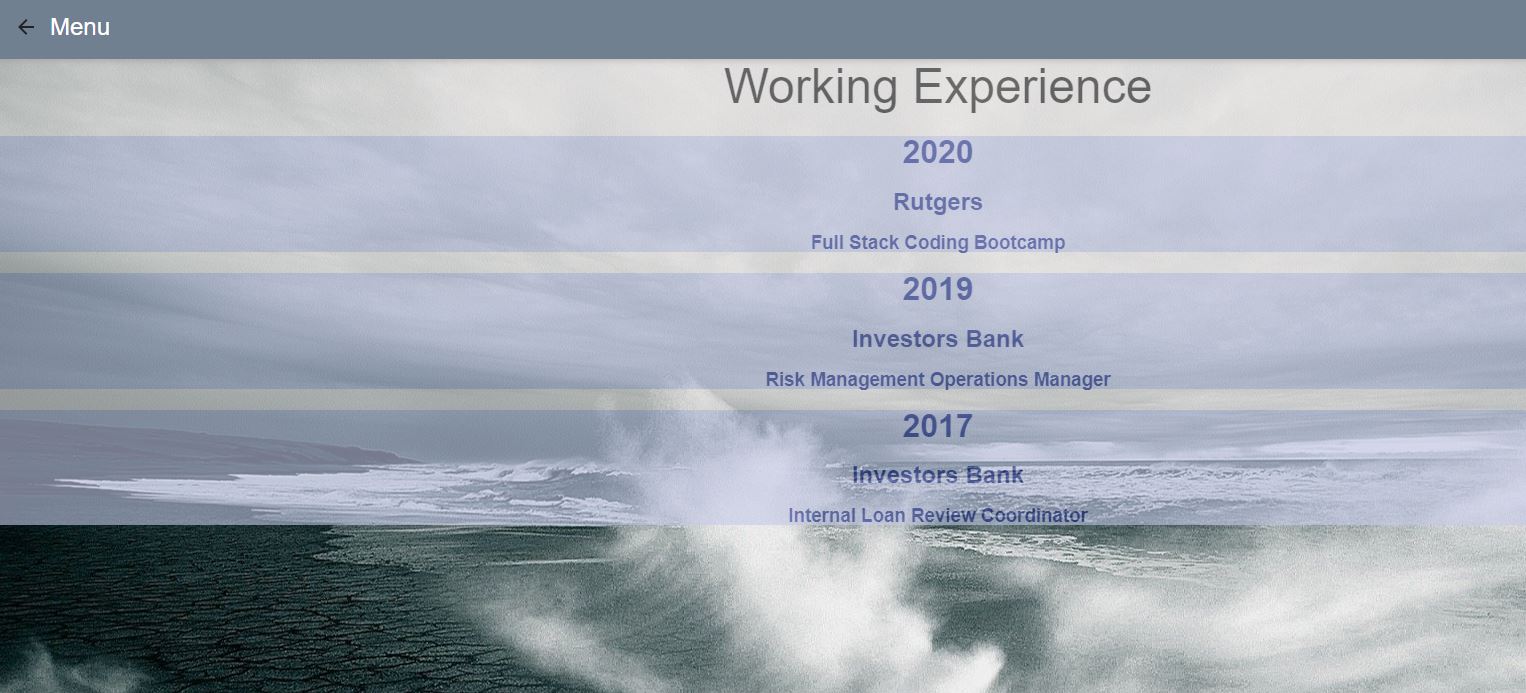 Menu
Working Experience
2020
Rutgers
Full Stack Coding Bootcamp
2019
Investors Bank
Risk Management Operations Manager
2017
Investors Bank
Internal Loan Review Coordinator